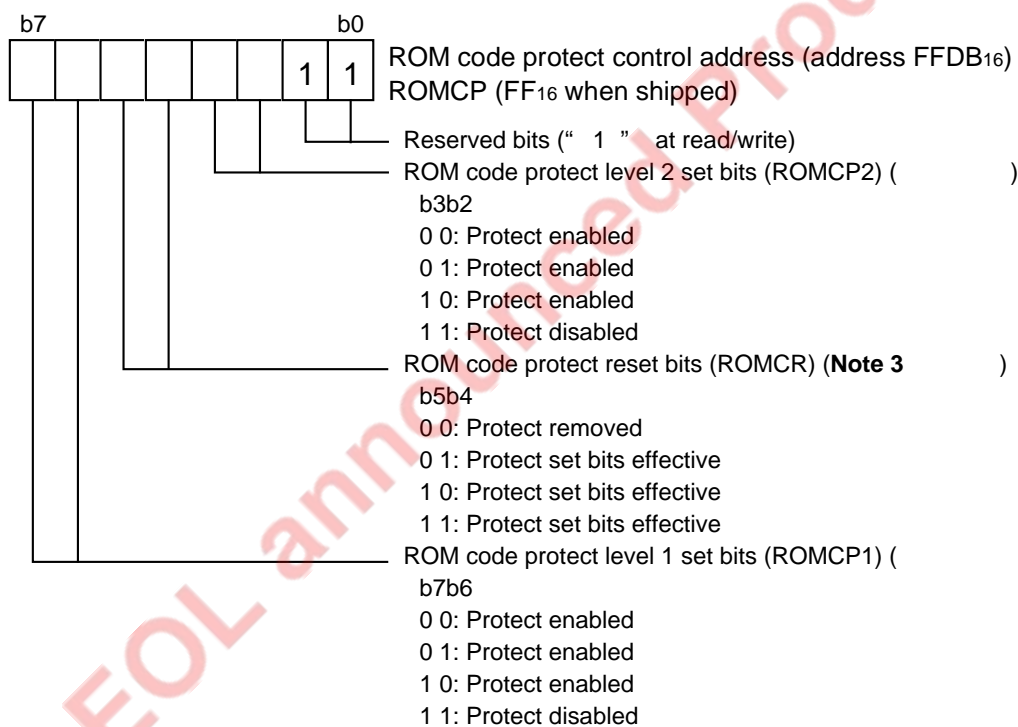 b7 b0
1 1
ROM code protect control address (address FFDB16)
ROMCP (FF16 when shipped)
Reserved bits (“ 1 ” at read/write)
ROM code protect level 2 set bits (ROMCP2) ( )
b3b2
0 0: Protect enabled
0 1: Protect enabled
1 0: Protect enabled
1 1: Protect disabled
ROM code protect reset bits (ROMCR) (Note 3 )
b5b4
0 0: Protect removed
0 1: Protect set bits effective
1 0: Protect set bits effective
1 1: Protect set bits effective
ROM code protect level 1 set bits (ROMCP1) (
b7b6
0 0: Protect enabled
0 1: Protect enabled
1 0: Protect enabled
1 1: Protect disabled
EOL announced